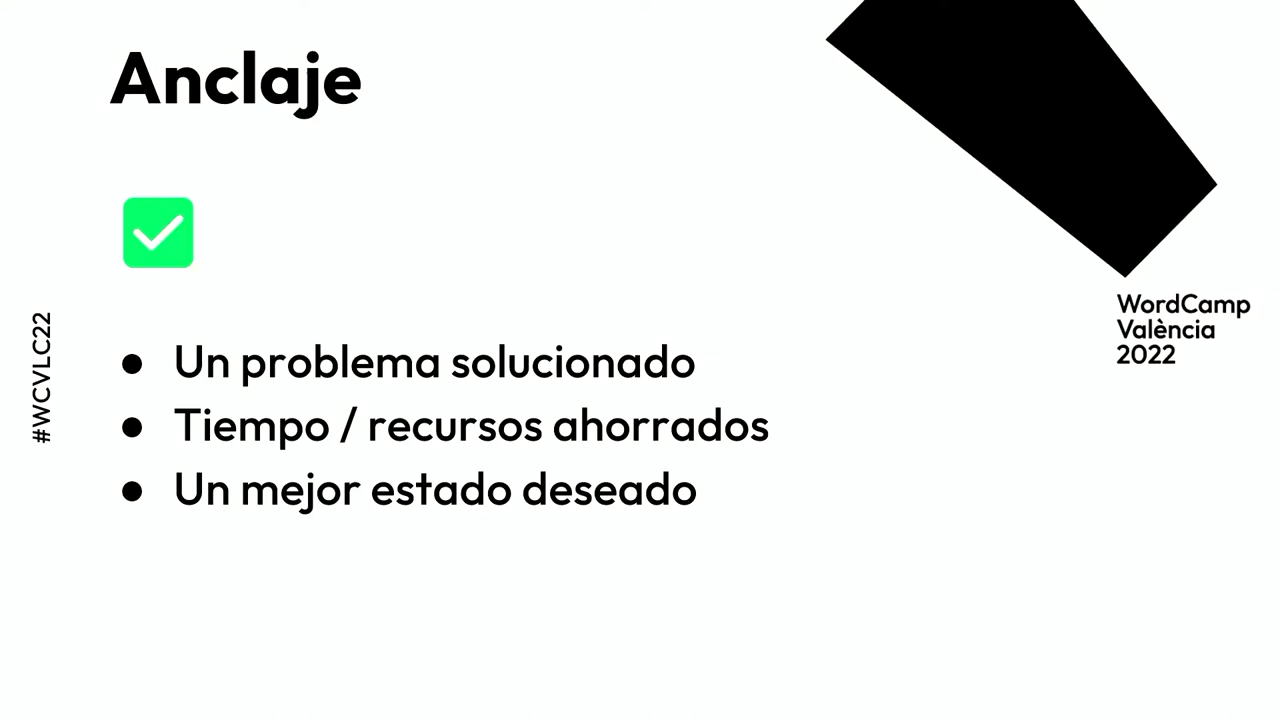 Anclaje
● Un problema solucionado
● Tiempo / recursos ahorrados
● Un mejor estado deseado
#WCVLC22
WordCamp
València
2022